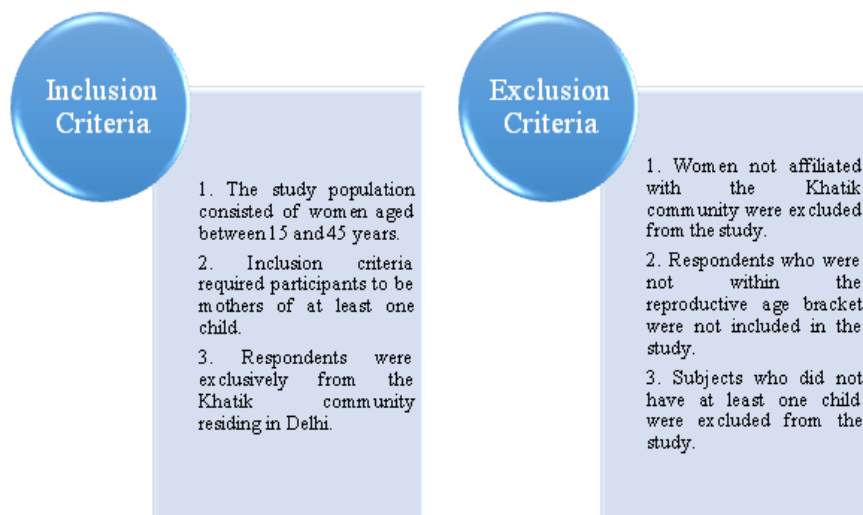 Inclusion
Criteria
1. The study population
consisted of women aged
between 15 and 45 years.
2. Inclusion criteria
required participants to be
mothers of at least one
child.
3. Respondents were
exclusively from the
Khatik community
residing in Delhi.
Exclusion
Criteria
1. Women not affiliated
with the Khatik
community were excluded
from the study.
2. Respondents who were
not within the
reproductive age bracket
were not included in the
study.
3. Subjects who did not
have at least one child
were excluded from the
study.